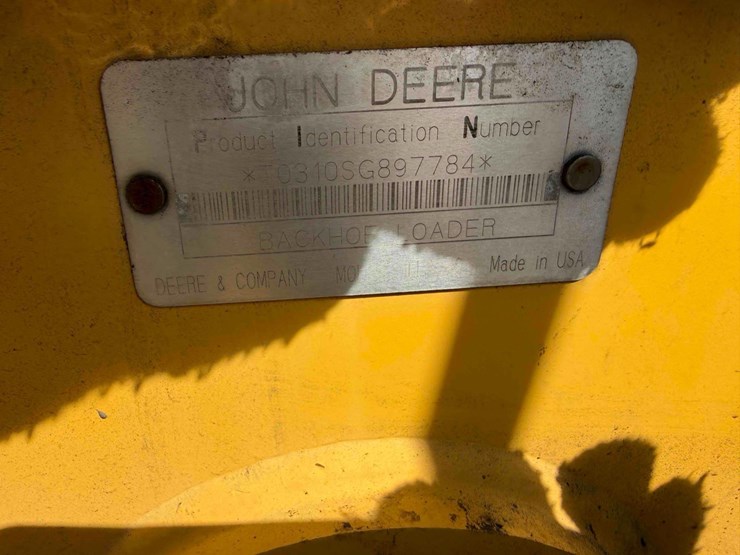 JOHN DEERE
Product Identification Number
*T0310SG897784*
BACKHOE LOADER
DEERE & COMPANY Made in USA